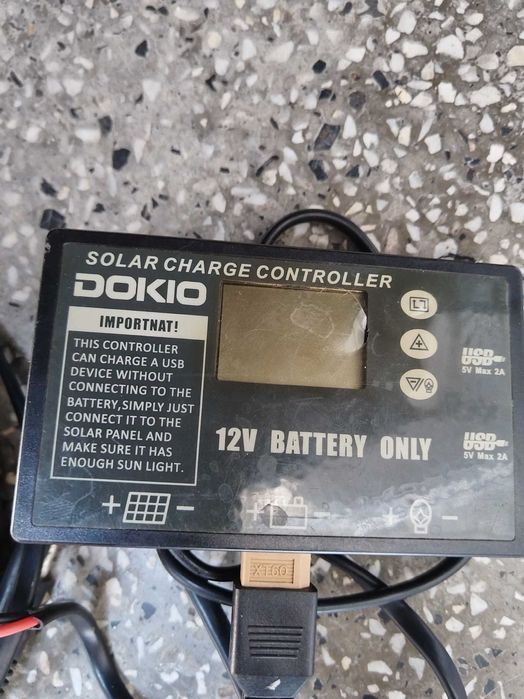 SOLAR CHARGE CONTROLLER
DOKIO
IMPORTNAT!
THIS CONTROLLER
CAN CHARGE A USB
DEVICE WITHOUT
CONNECTING TO THE
BATTERY,SIMPLY JUST
CONNECT IT TO THE
SOLAR PANEL AND
MAKE SURE IT HAS
ENOUGH SUN LIGHT.
USB
5V Max 2A
12V BATTERY ONLY
USB
5V Max 2A
+ −
+ −
+ −
XT60